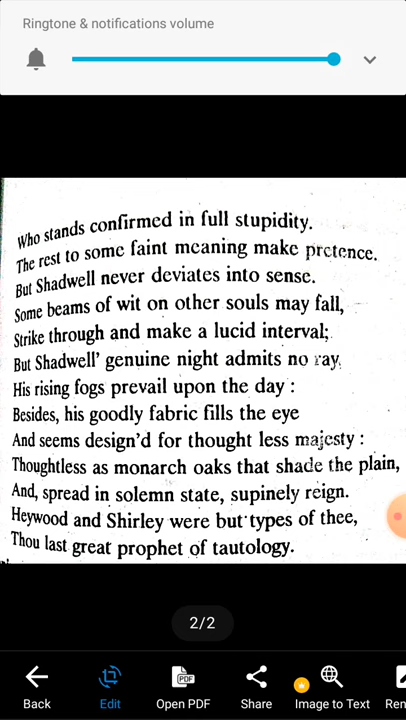 Ringtone & notifications volume
Who stands confirmed in full stupidity.
The rest to some faint meaning make pretence.
But Shadwell never deviates into sense.
Some beams of wit on other souls may fall,
Strike through and make a lucid interval;
But Shadwell' genuine night admits no ray,
His rising fogs prevail upon the day :
Besides, his goodly fabric fills the eye
And seems design'd for thought less majesty :
Thoughtless as monarch oaks that shade the plain,
And, spread in solemn state, supinely reign.
Heywood and Shirley were but types of thee,
Thou last great prophet of tautology.
2/2
Back Edit Open PDF Share Image to Text Ren